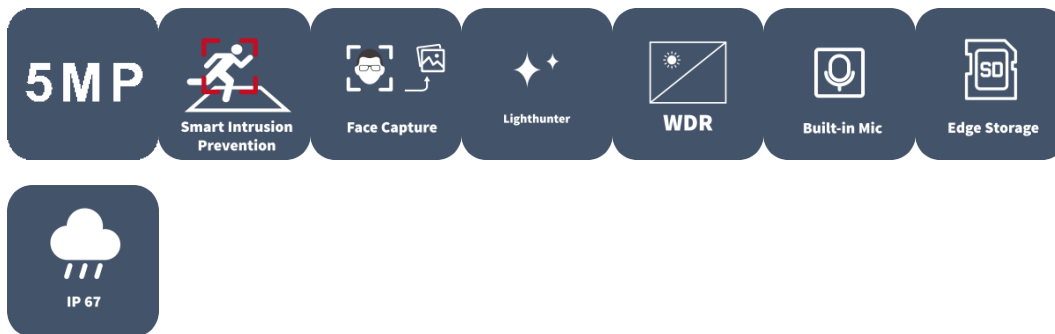 5MP
Smart Intrusion
Prevention
Face Capture
Lighthunter
WDR
Built-in Mic
SD
Edge Storage
IP 67